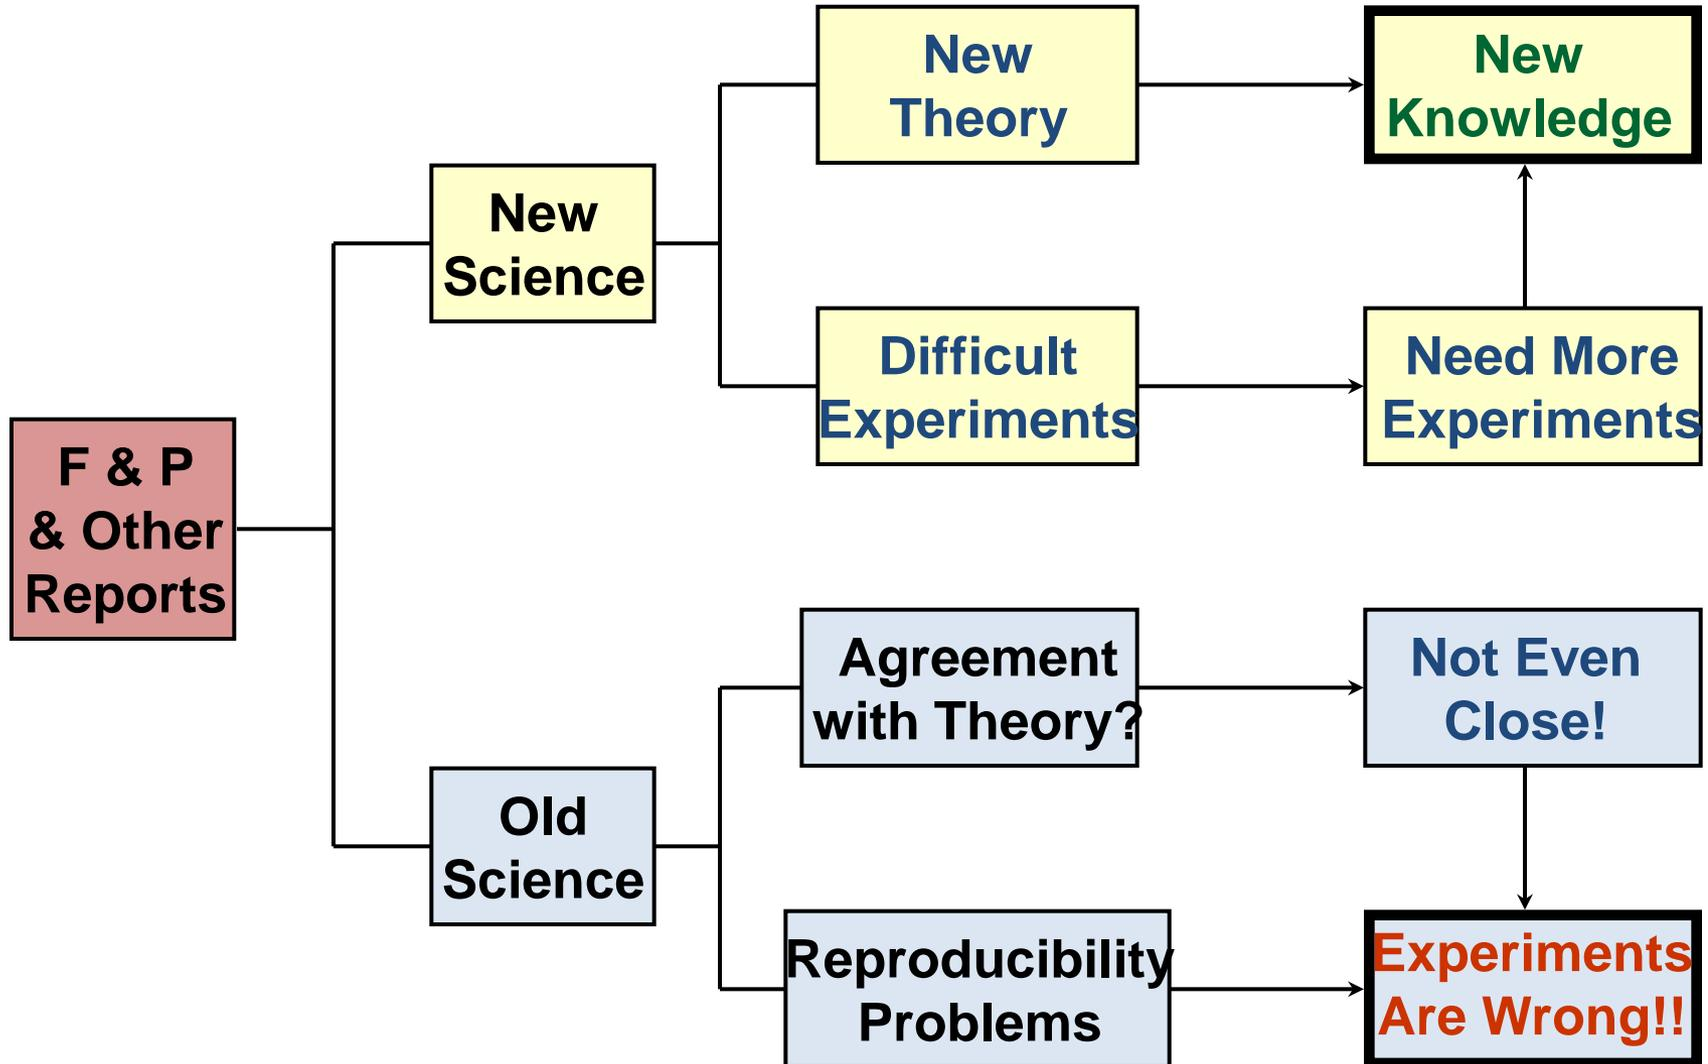 F & P
& Other
Reports
New
Science
New
Theory
New
Knowledge
Difficult
Experiments
Need More
Experiments
Old
Science
Agreement
with Theory?
Not Even
Close!
Reproducibility
Problems
Experiments
Are Wrong!!